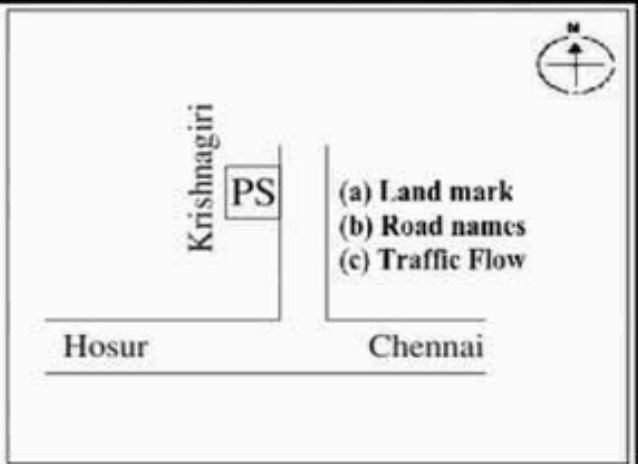 N
Krishnagiri
PS
(a) Land mark
(b) Road names
(c) Traffic Flow
Hosur
Chennai